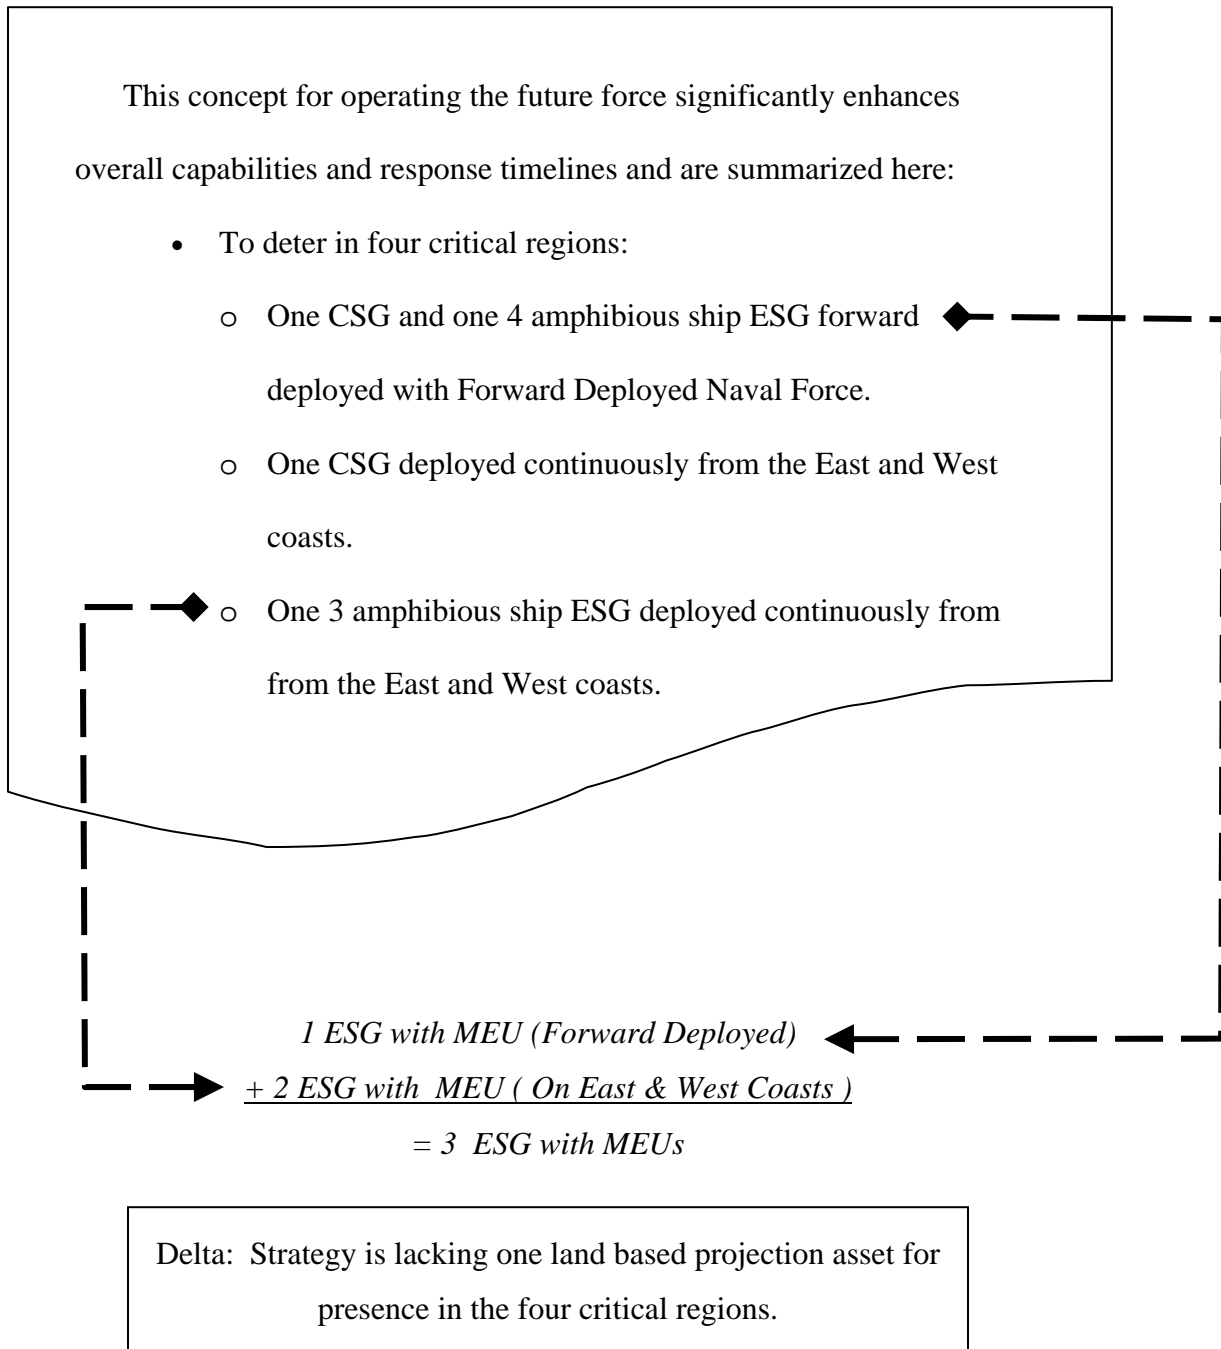 This concept for operating the future force significantly enhances
overall capabilities and response timelines and are summarized here:
• To deter in four critical regions:
o One CSG and one 4 amphibious ship ESG forward
deployed with Forward Deployed Naval Force.
o One CSG deployed continuously from the East and West
coasts.
o One 3 amphibious ship ESG deployed continuously from
from the East and West coasts.
1 ESG with MEU (Forward Deployed)
+ 2 ESG with  MEU ( On East & West Coasts )
= 3  ESG with MEUs
Delta:  Strategy is lacking one land based projection asset for
presence in the four critical regions.